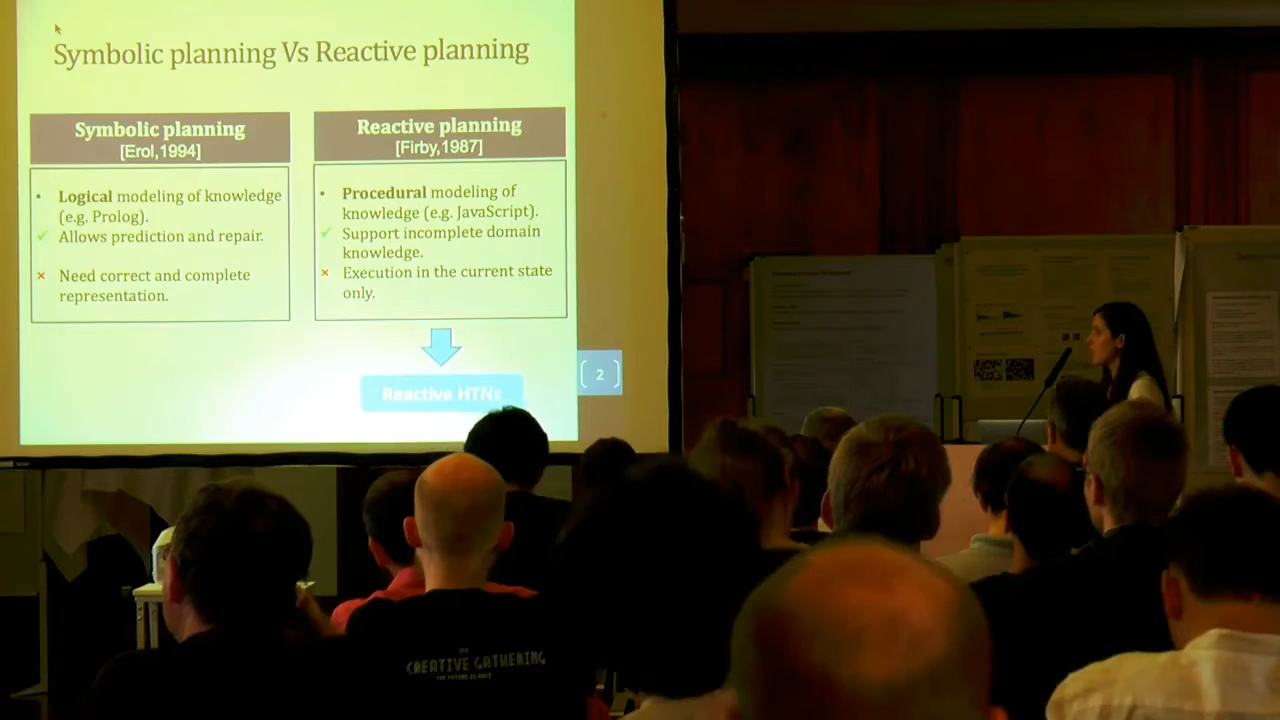 Symbolic planning Vs Reactive planning
Symbolic planning
[Erol,1994]
• Logical modeling of knowledge
(e.g. Prolog).
✓ Allows prediction and repair.
× Need correct and complete
representation.
Reactive planning
[Firby,1987]
• Procedural modeling of
knowledge (e.g. JavaScript).
✓ Support incomplete domain
knowledge.
× Execution in the current state
only.
Reactive HTNs
2
CREATIVE GATHERING